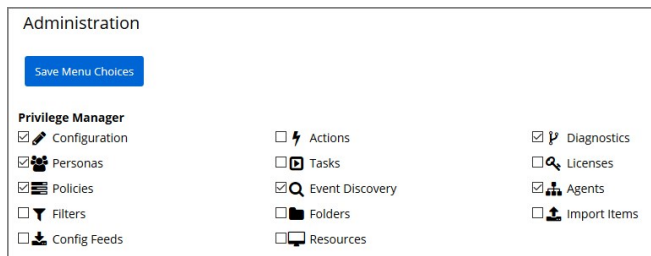 Administration
Save Menu Choices
Privilege Manager
Configuration Actions Diagnostics
Personas Tasks Licenses
Policies Event Discovery Agents
Filters Folders Import Items
Config Feeds Resources